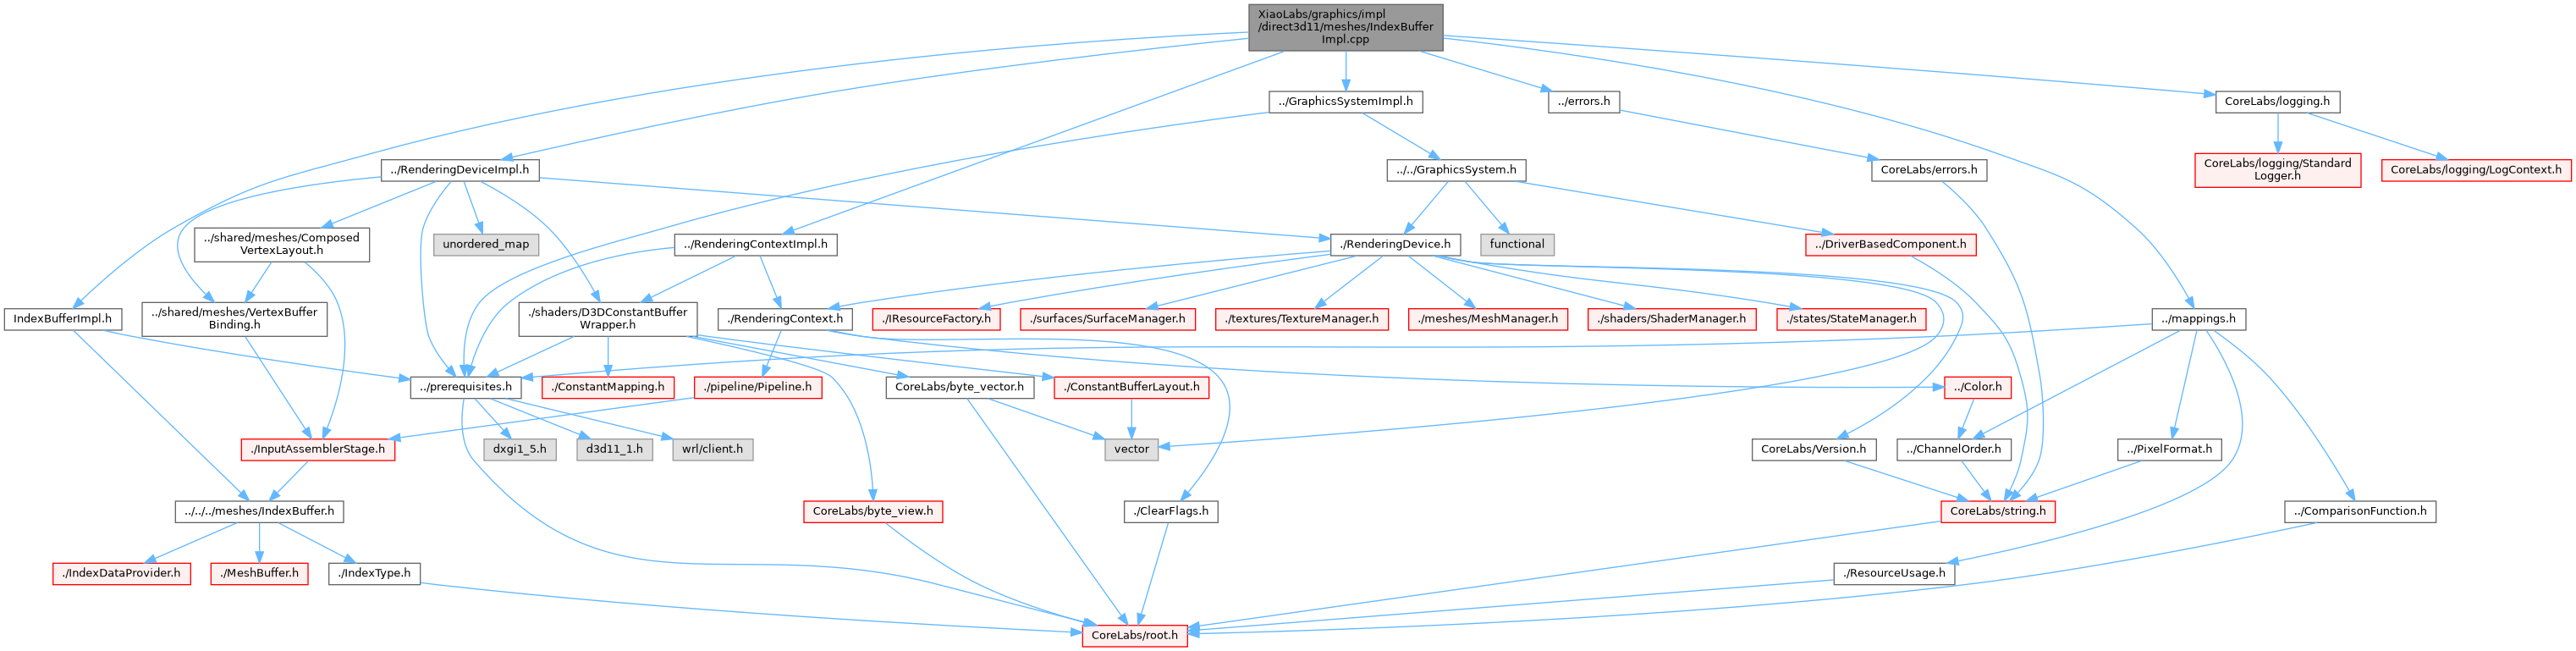 XiaoLabs/graphics/impl
/direct3d11/meshes/IndexBuffer
Impl.cpp
../GraphicsSystemImpl.h
../errors.h
CoreLabs/logging.h
../RenderingDeviceImpl.h
../../GraphicsSystem.h
CoreLabs/errors.h
CoreLabs/logging/Standard
Logger.h
CoreLabs/logging/LogContext.h
../shared/meshes/Composed
VertexLayout.h
unordered_map
../RenderingContextImpl.h
./RenderingDevice.h
functional
../DriverBasedComponent.h
IndexBufferImpl.h
../shared/meshes/VertexBuffer
Binding.h
./shaders/D3DConstantBuffer
Wrapper.h
./RenderingContext.h
./IResourceFactory.h
./surfaces/SurfaceManager.h
./textures/TextureManager.h
./meshes/MeshManager.h
./shaders/ShaderManager.h
./states/StateManager.h
../mappings.h
../prerequisites.h
./ConstantMapping.h
./pipeline/Pipeline.h
CoreLabs/byte_vector.h
./ConstantBufferLayout.h
../Color.h
./InputAssemblerStage.h
dxgi1_5.h
d3d11_1.h
wrl/client.h
vector
CoreLabs/Version.h
../ChannelOrder.h
../PixelFormat.h
../../../meshes/IndexBuffer.h
CoreLabs/byte_view.h
./ClearFlags.h
CoreLabs/string.h
../ComparisonFunction.h
./IndexDataProvider.h
./MeshBuffer.h
./IndexType.h
./ResourceUsage.h
CoreLabs/root.h